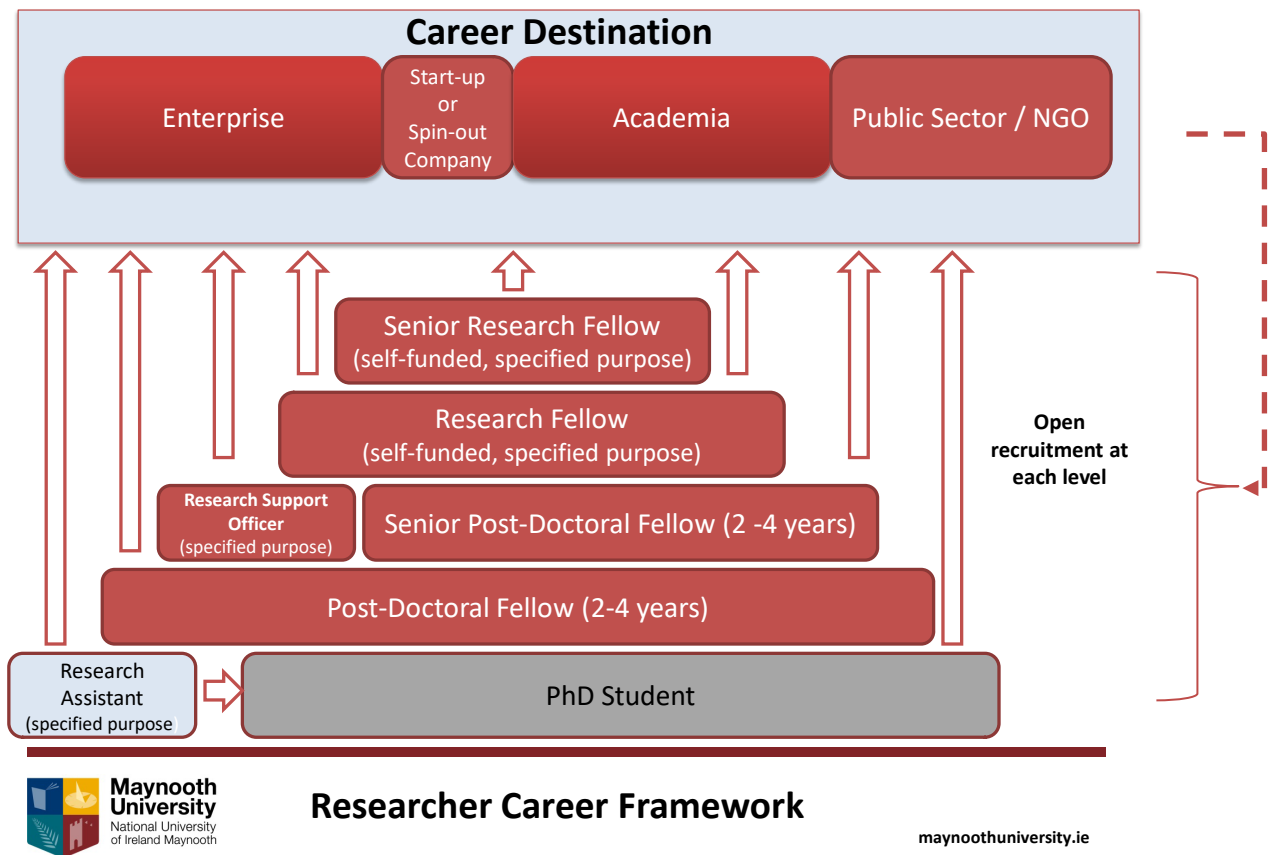 Career Destination
Enterprise
Start-up
or
Spin-out
Company
Academia
Public Sector / NGO
Senior Research Fellow
(self-funded, specified purpose)
Research Fellow
(self-funded, specified purpose)
Open
recruitment at
each level
Research Support
Officer
(specified purpose)
Senior Post-Doctoral Fellow (2 -4 years)
Post-Doctoral Fellow (2-4 years)
Research
Assistant
(specified purpose)
PhD Student
Maynooth
University
National University
of Ireland Maynooth
Researcher Career Framework
maynoothuniversity.ie